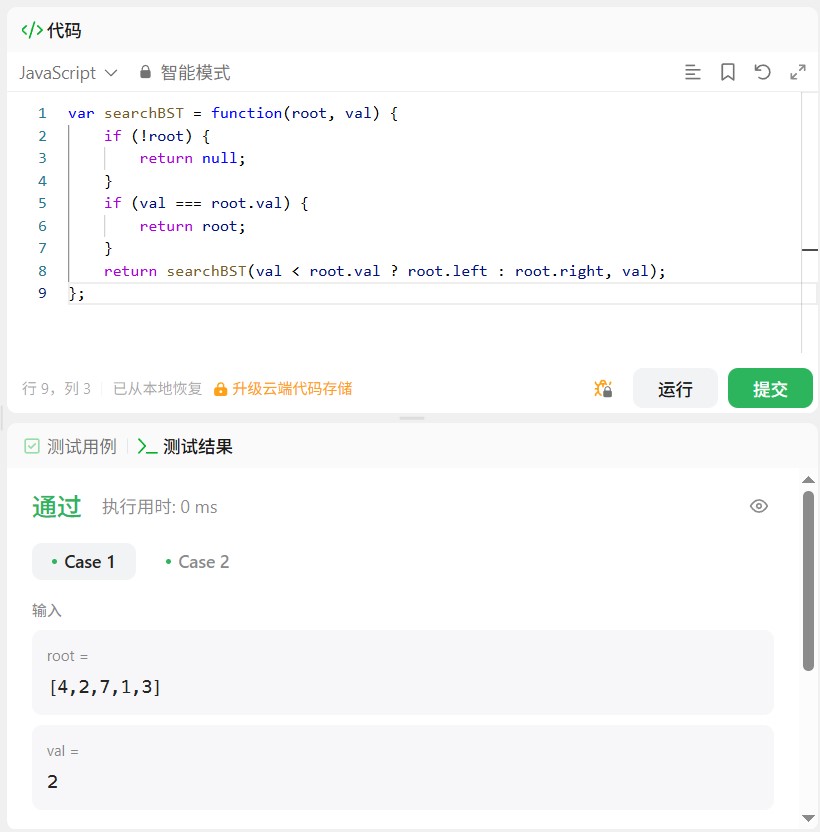 </> 代码
JavaScript 智能模式
1 var searchBST = function(root, val) {
2     if (!root) {
3         return null;
4     }
5     if (val === root.val) {
6         return root;
7     }
8     return searchBST(val < root.val ? root.left : root.right, val);
9 };
行 9，列 3 已从本地恢复 升级云端代码存储 运行 提交
测试用例 测试结果
通过 执行用时: 0 ms
• Case 1 • Case 2
输入
root =
[4,2,7,1,3]
val =
2